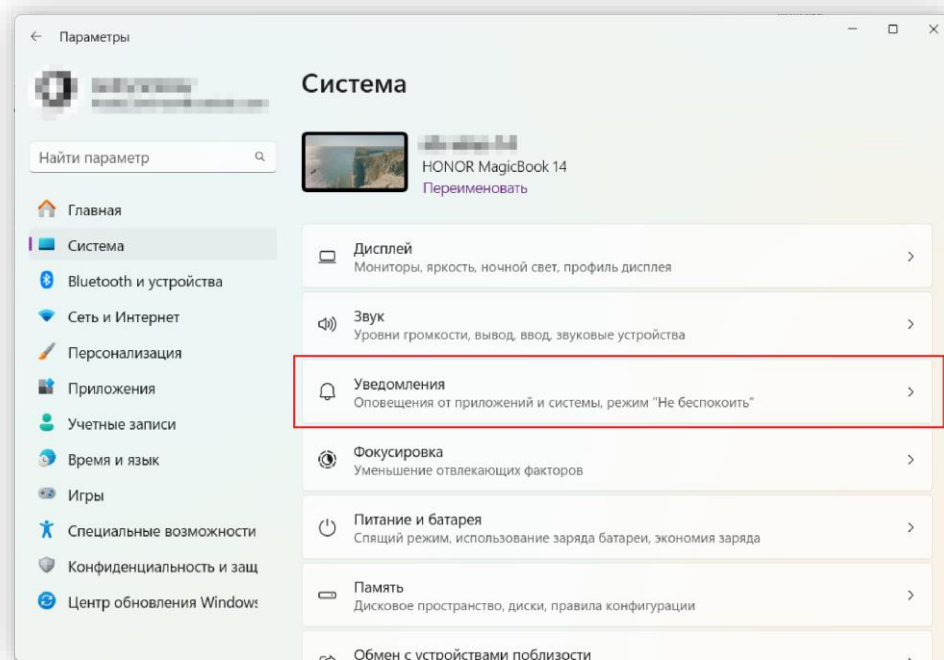 Параметры
Найти параметр
Главная
Система
Bluetooth и устройства
Сеть и Интернет
Персонализация
Приложения
Учетные записи
Время и язык
Игры
Специальные возможности
Конфиденциальность и защ
Центр обновления Windows
Система
HONOR MagicBook 14
Переименовать
Дисплей
Мониторы, яркость, ночной свет, профиль дисплея
Звук
Уровни громкости, вывод, ввод, звуковые устройства
Уведомления
Оповещения от приложений и системы, режим "Не беспокоить"
Фокусировка
Уменьшение отвлекающих факторов
Питание и батарея
Спящий режим, использование заряда батареи, экономия заряда
Память
Дисковое пространство, диски, правила конфигурации
Обмен с устройствами поблизости